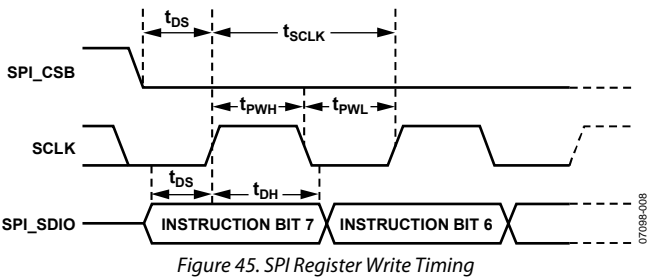 tDS
tSCLK
SPI_CSB
tPWH
tPWL
SCLK
tDS
tDH
SPI_SDIO
INSTRUCTION BIT 7
INSTRUCTION BIT 6
07098-008
Figure 45. SPI Register Write Timing